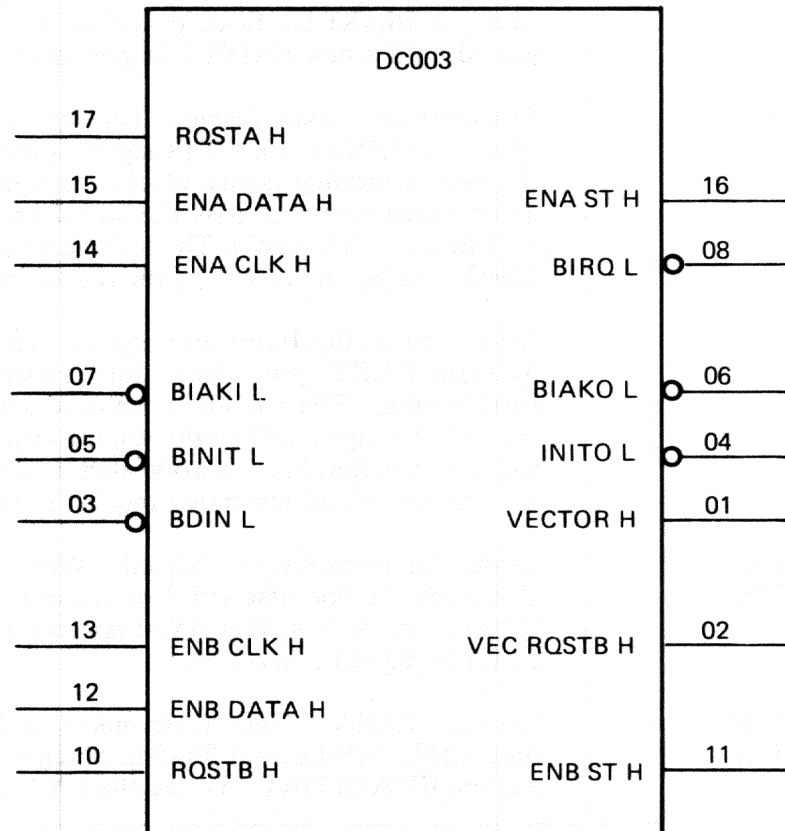 DC003
17 RQSTA H
15 ENA DATA H ENA ST H 16
14 ENA CLK H BIRQ L 08
07 BIAKI L BIAKO L 06
05 BINIT L INITO L 04
03 BDIN L VECTOR H 01
13 ENB CLK H VEC RQSTB H 02
12 ENB DATA H
10 RQSTB H ENB ST H 11